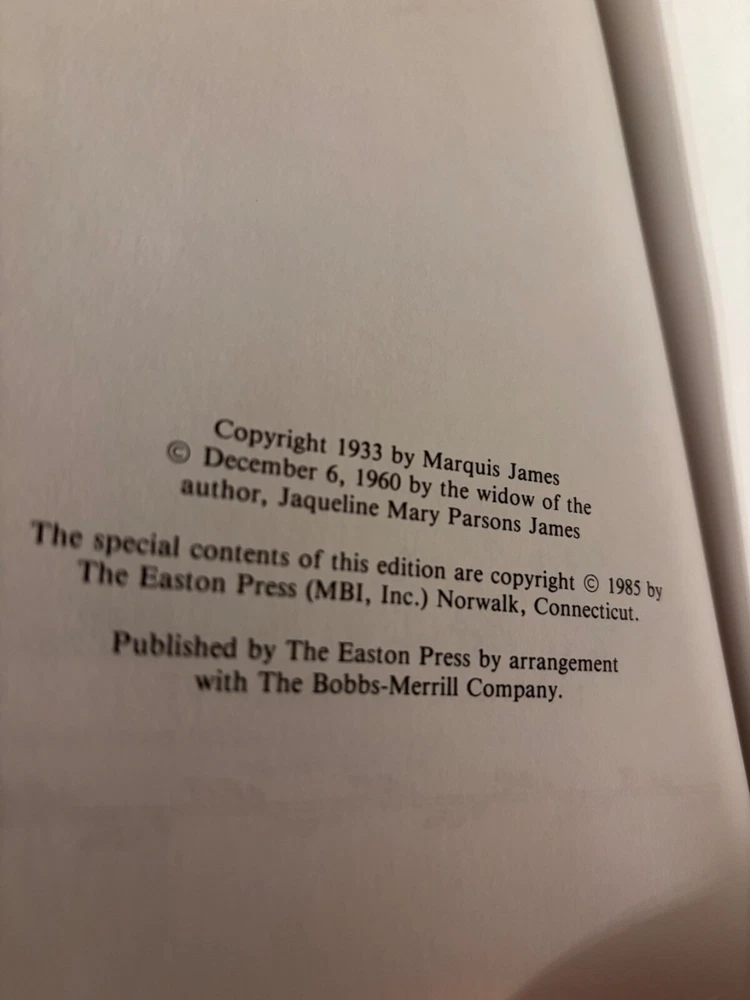 Copyright 1933 by Marquis James
© December 6, 1960 by the widow of the
author, Jaqueline Mary Parsons James
The special contents of this edition are copyright © 1985 by
The Easton Press (MBI, Inc.) Norwalk, Connecticut.
Published by The Easton Press by arrangement
with The Bobbs-Merrill Company.